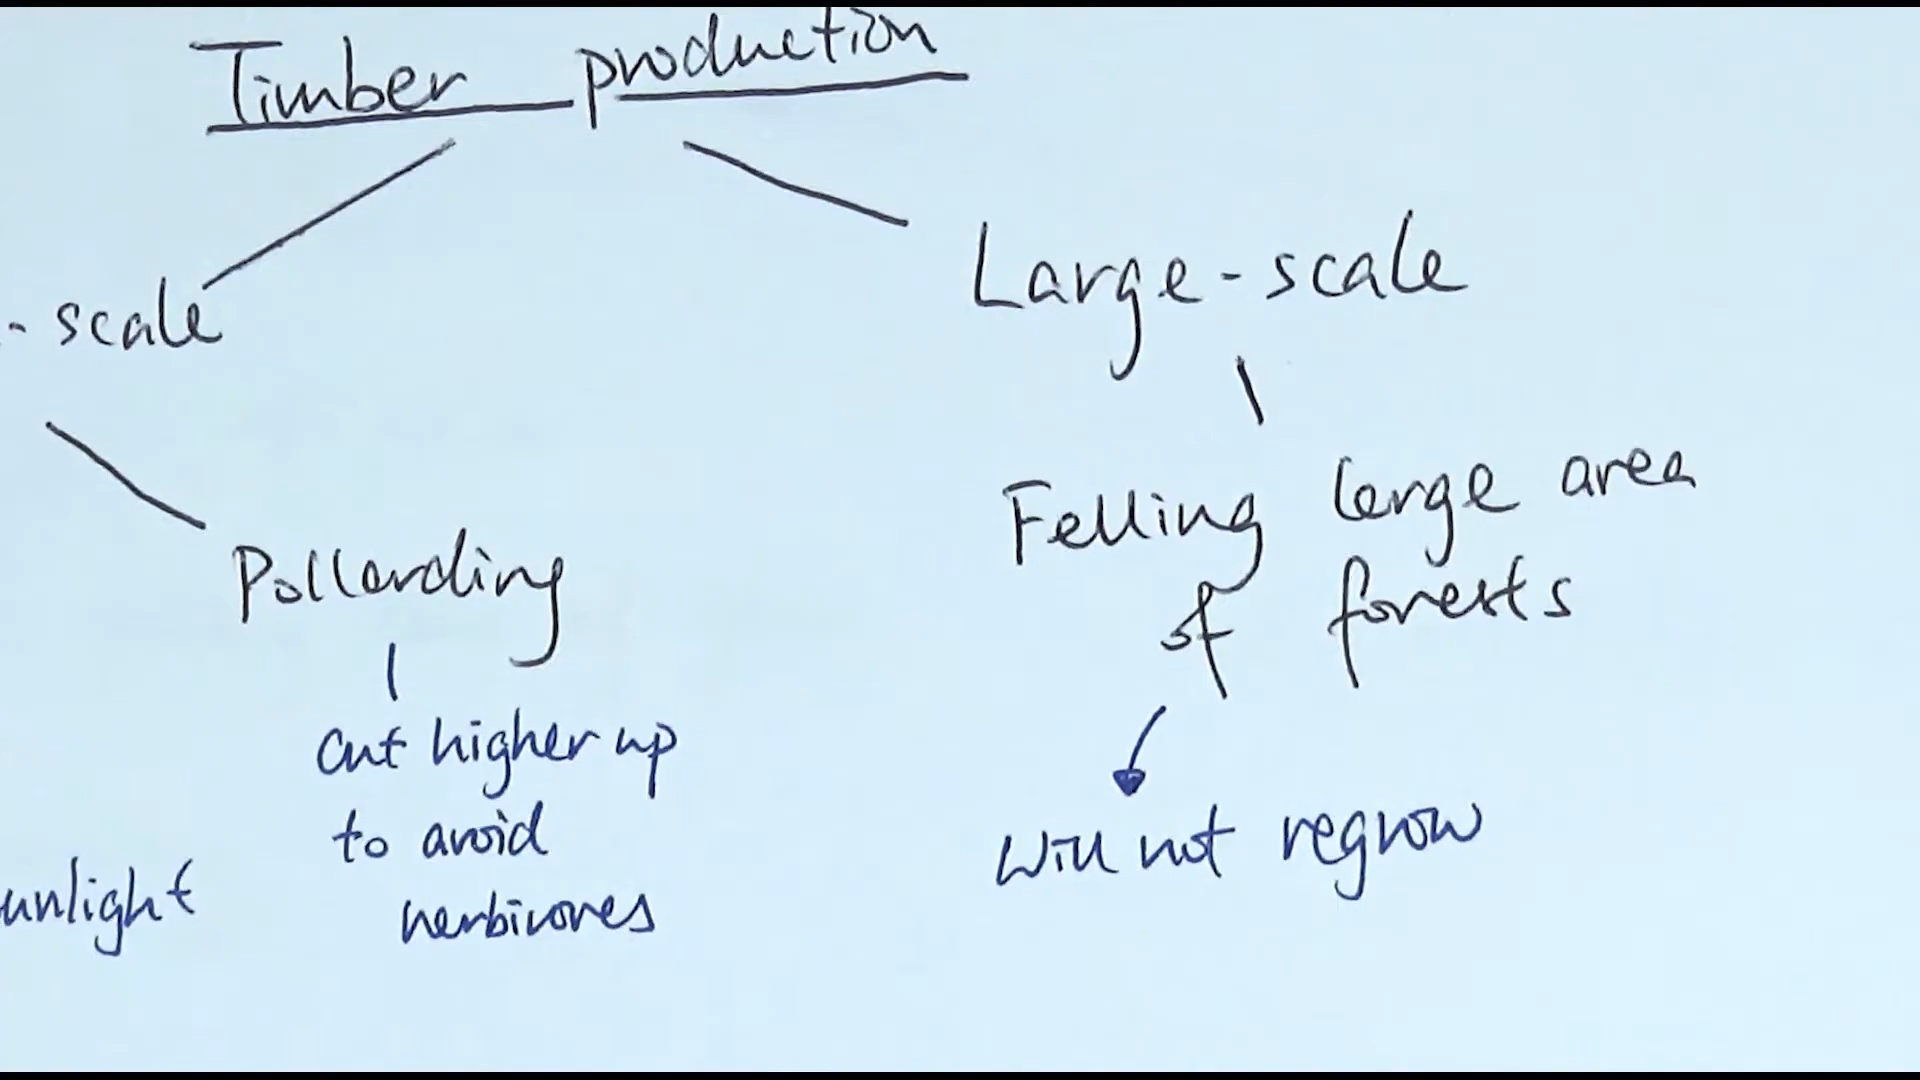 Timber production
- scale
Large-scale
Pollarding
Felling large area
of forests
cut higher up
to avoid
herbivores
will not regrow
unlight